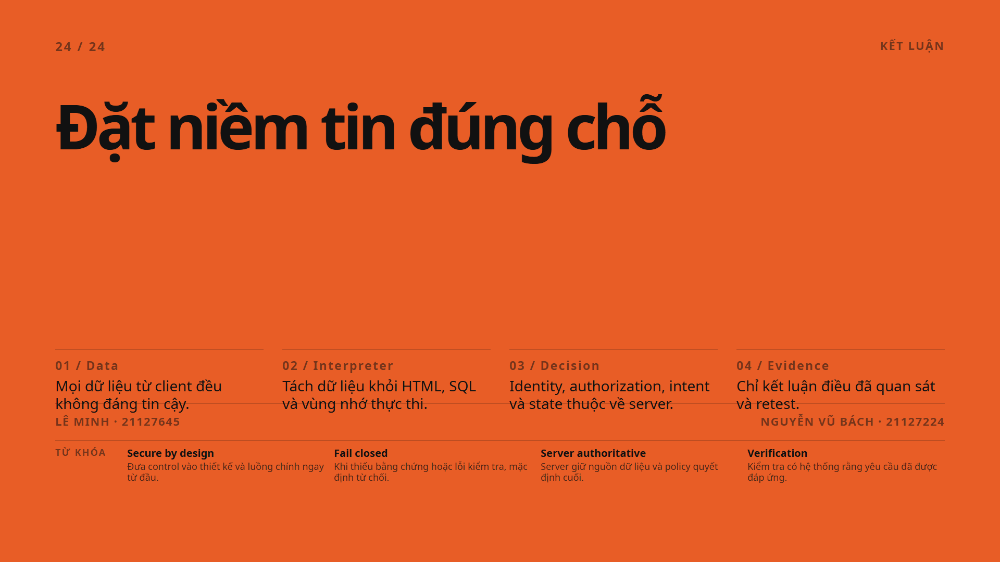 24 / 24
KẾT LUẬN
Đặt niềm tin đúng chỗ
01 / Data
Mọi dữ liệu từ client đều
không đáng tin cậy.
02 / Interpreter
Tách dữ liệu khỏi HTML, SQL
và vùng nhớ thực thi.
03 / Decision
Identity, authorization, intent
và state thuộc về server.
04 / Evidence
Chỉ kết luận điều đã quan sát
và retest.
LÊ MINH · 21127645
NGUYỄN VŨ BÁCH · 21127224
TỪ KHÓA
Secure by design
Đưa control vào thiết kế và luồng chính ngay
từ đầu.
Fail closed
Khi thiếu bằng chứng hoặc lỗi kiểm tra, mặc
định từ chối.
Server authoritative
Server giữ nguồn dữ liệu và policy quyết
định cuối.
Verification
Kiểm tra có hệ thống rằng yêu cầu đã được
đáp ứng.